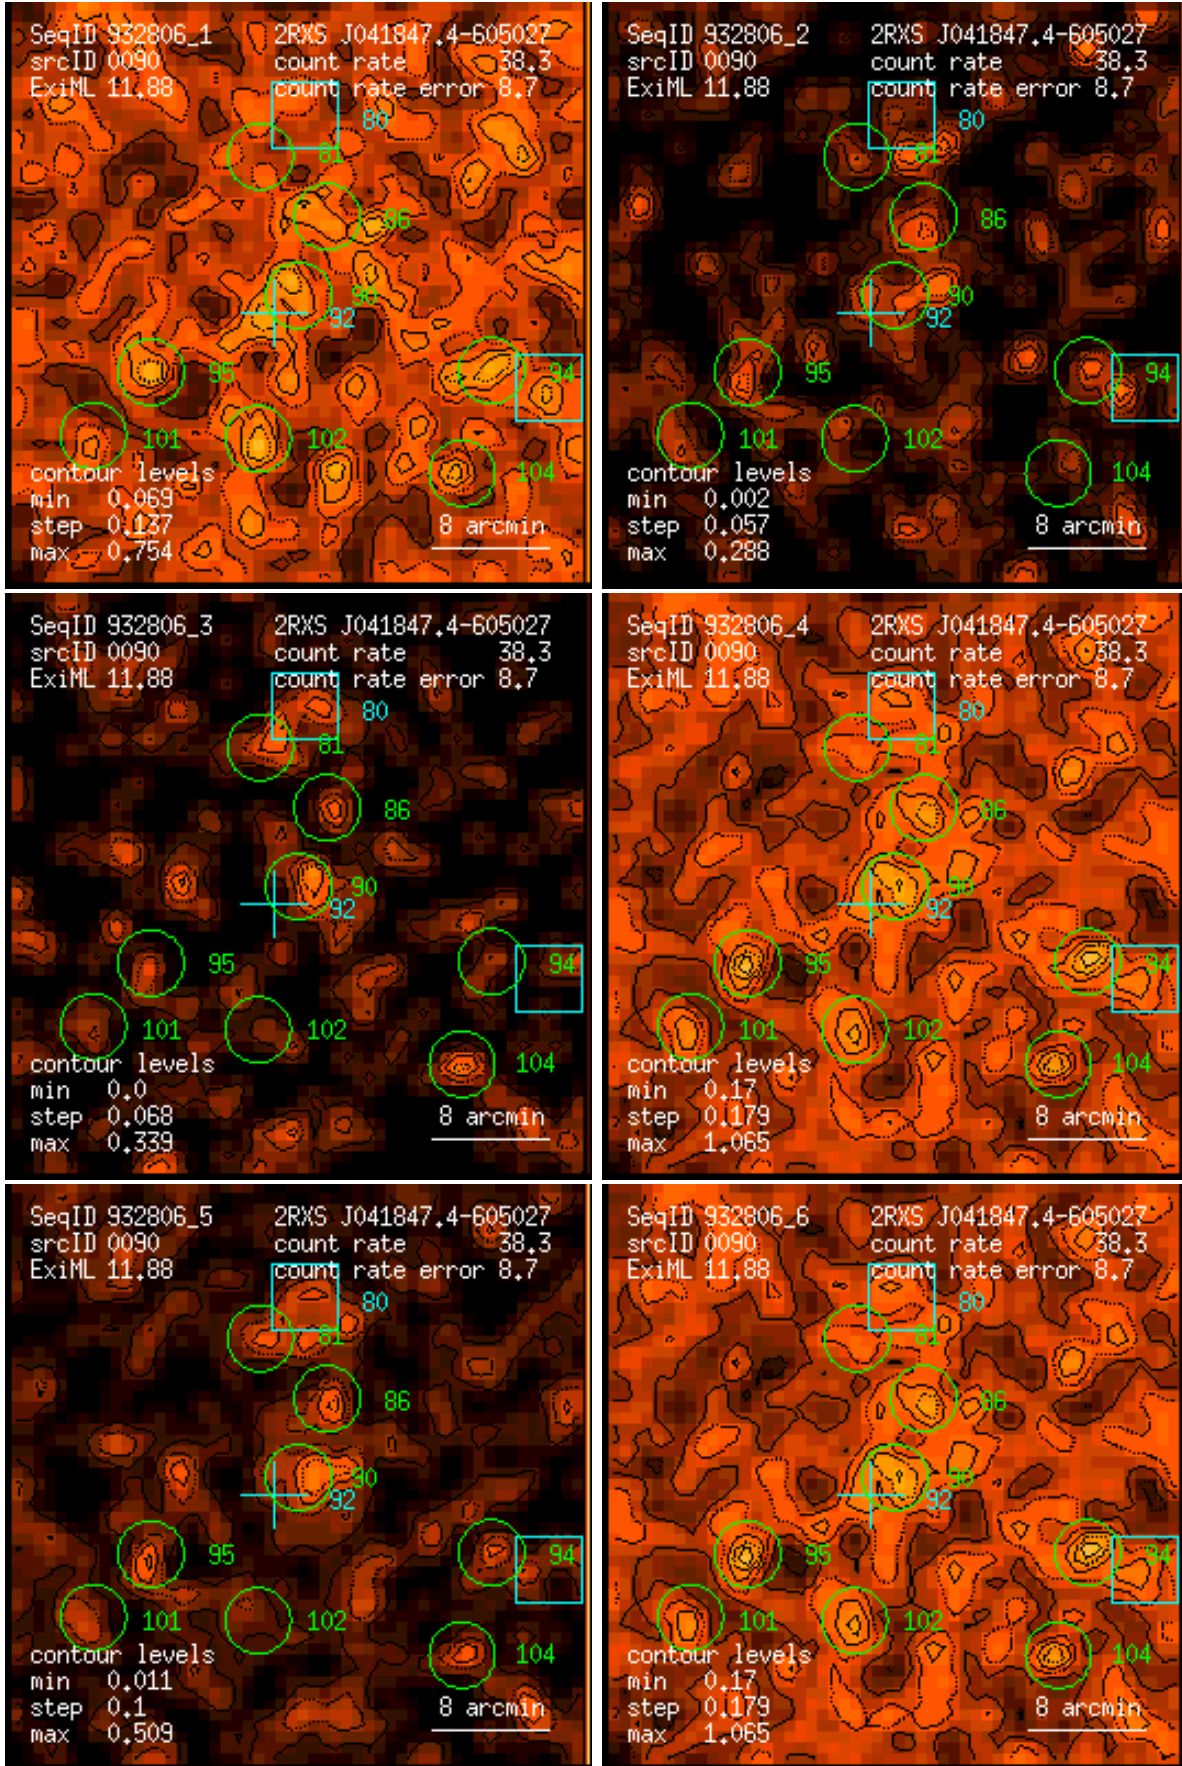 SeqID 932806_1 2RXS J041847.4-605027
srcID 0090 count rate 38.3
ExiML 11.88 count rate error 8.7
80
81
86
90
92
94
95
101 102
contour levels 104
min 0.069
step 0.137 8 arcmin
max 0.754
SeqID 932806_2 2RXS J041847.4-605027
srcID 0090 count rate 38.3
ExiML 11.88 count rate error 8.7
80
81
86
90
92
94
95
101 102
contour levels 104
min 0.002
step 0.057 8 arcmin
max 0.288
SeqID 932806_3 2RXS J041847.4-605027
srcID 0090 count rate 38.3
ExiML 11.88 count rate error 8.7
80
81
86
90
92
94
95
101 102
contour levels 104
min 0.0
step 0.068 8 arcmin
max 0.339
SeqID 932806_4 2RXS J041847.4-605027
srcID 0090 count rate 38.3
ExiML 11.88 count rate error 8.7
80
81
86
90
92
94
95
101 102
contour levels 104
min 0.17
step 0.179 8 arcmin
max 1.065
SeqID 932806_5 2RXS J041847.4-605027
srcID 0090 count rate 38.3
ExiML 11.88 count rate error 8.7
80
81
86
90
92
94
95
101 102
contour levels 104
min 0.011
step 0.1 8 arcmin
max 0.509
SeqID 932806_6 2RXS J041847.4-605027
srcID 0090 count rate 38.3
ExiML 11.88 count rate error 8.7
80
81
86
90
92
94
95
101 102
contour levels 104
min 0.17
step 0.179 8 arcmin
max 1.065